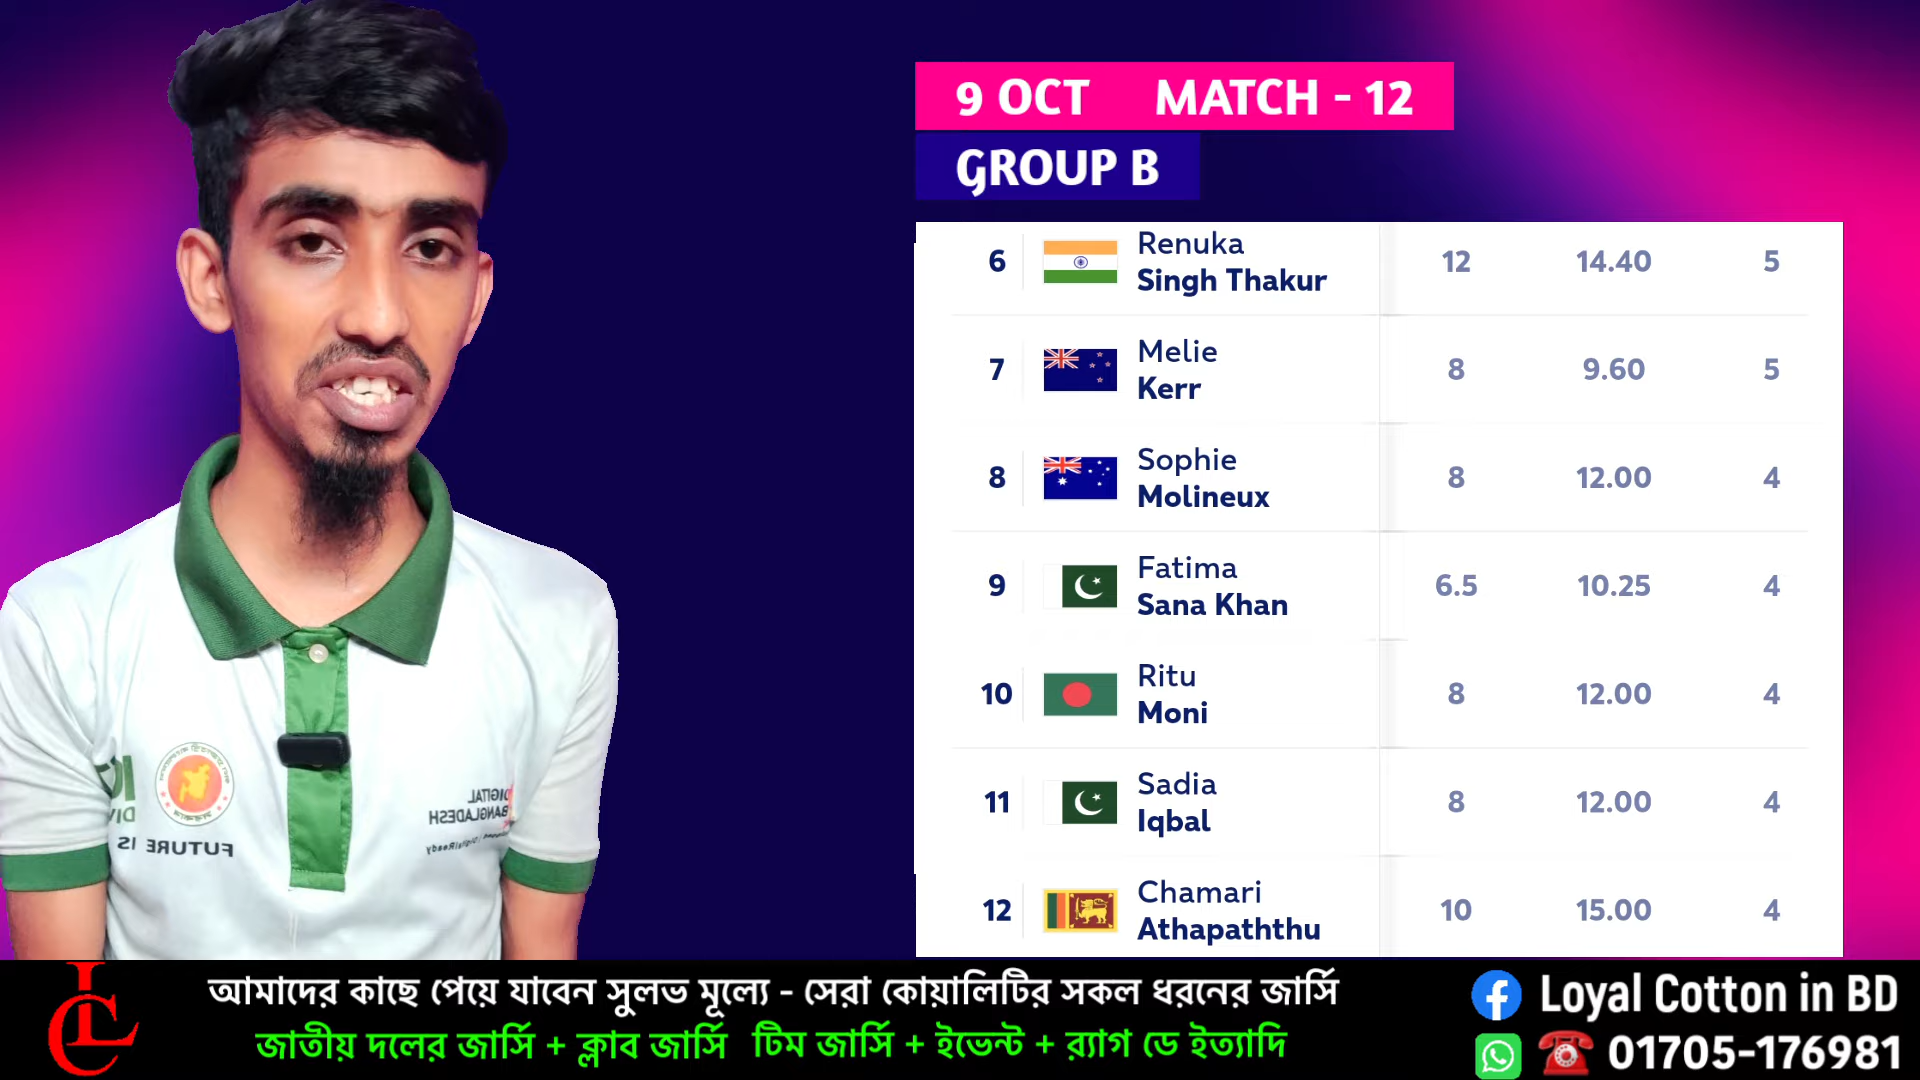 9 OCT MATCH - 12
GROUP B
6 Renuka Singh Thakur 12 14.40 5
7 Melie Kerr 8 9.60 5
8 Sophie Molineux 8 12.00 4
9 Fatima Sana Khan 6.5 10.25 4
10 Ritu Moni 8 12.00 4
11 Sadia Iqbal 8 12.00 4
12 Chamari Athapaththu 10 15.00 4
DIGITAL
BANGLADESH
FUTURE IS
LC
আমাদের কাছে পেয়ে যাবেন সুলভ মূল্যে - সেরা কোয়ালিটির সকল ধরনের জার্সি
জাতীয় দলের জার্সি + ক্লাব জার্সি টিম জার্সি + ইভেন্ট + র‍্যাগ ডে ইত্যাদি
Loyal Cotton in BD
01705-176981